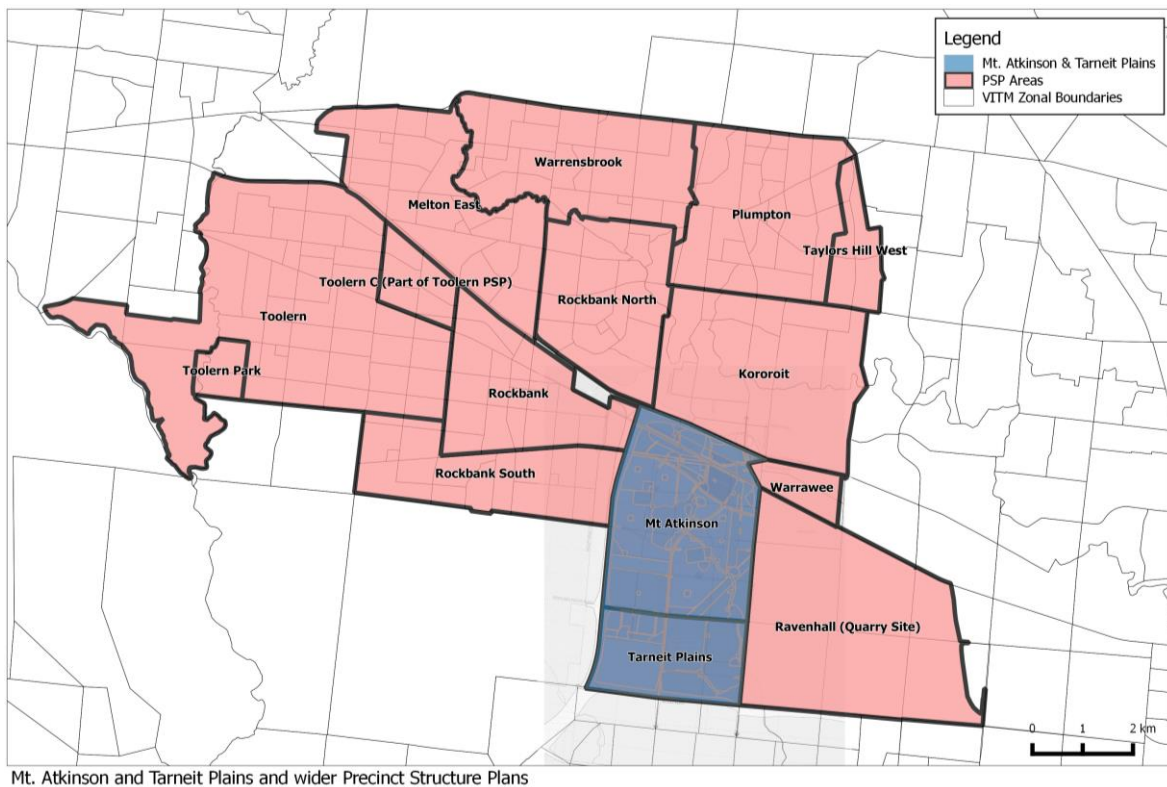 Legend
Mt. Atkinson & Tarneit Plains
PSP Areas
VITM Zonal Boundaries
Warrensbrook
Melton East
Plumpton
Taylors Hill West
Toolern C (Part of Toolern PSP)
Rockbank North
Toolern
Kororoit
Toolern Park
Rockbank
Rockbank South
Warrawee
Mt Atkinson
Ravenhall (Quarry Site)
Tarneit Plains
0 1 2 km
Mt. Atkinson and Tarneit Plains and wider Precinct Structure Plans